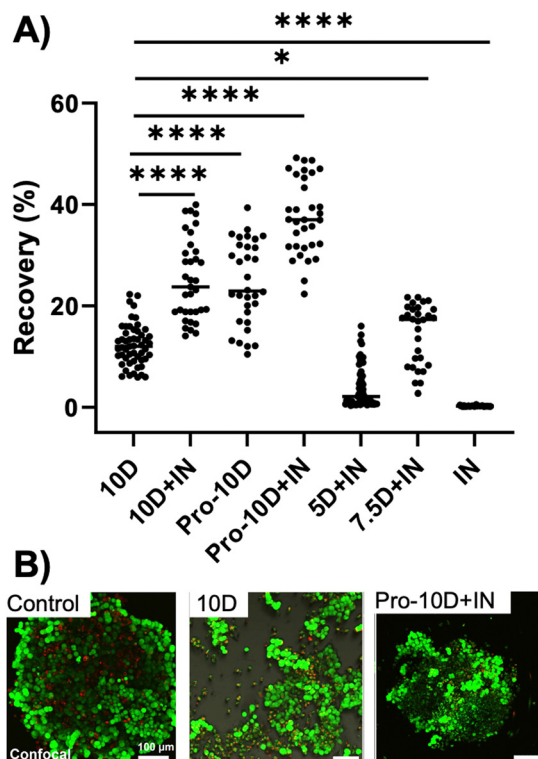 A)
****
*
****
****
****
60
40
20
0
Recovery (%)
10D
10D+IN
Pro-10D
Pro-10D+IN
5D+IN
7.5D+IN
IN
B)
Control
10D
Pro-10D+IN
Confocal
100 µm